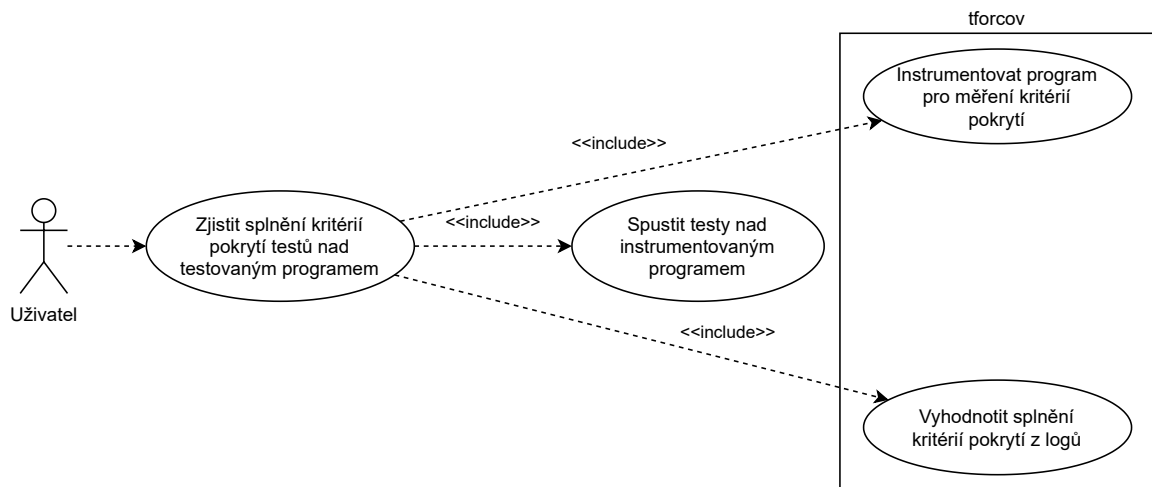 tforcov
Instrumentovat program
pro měření kritérií
pokrytí
<<include>>
Zjistit splnění kritérií
pokrytí testů nad
testovaným programem
<<include>>
Spustit testy nad
instrumentovaným
programem
Uživatel
<<include>>
Vyhodnotit splnění
kritérií pokrytí z logů